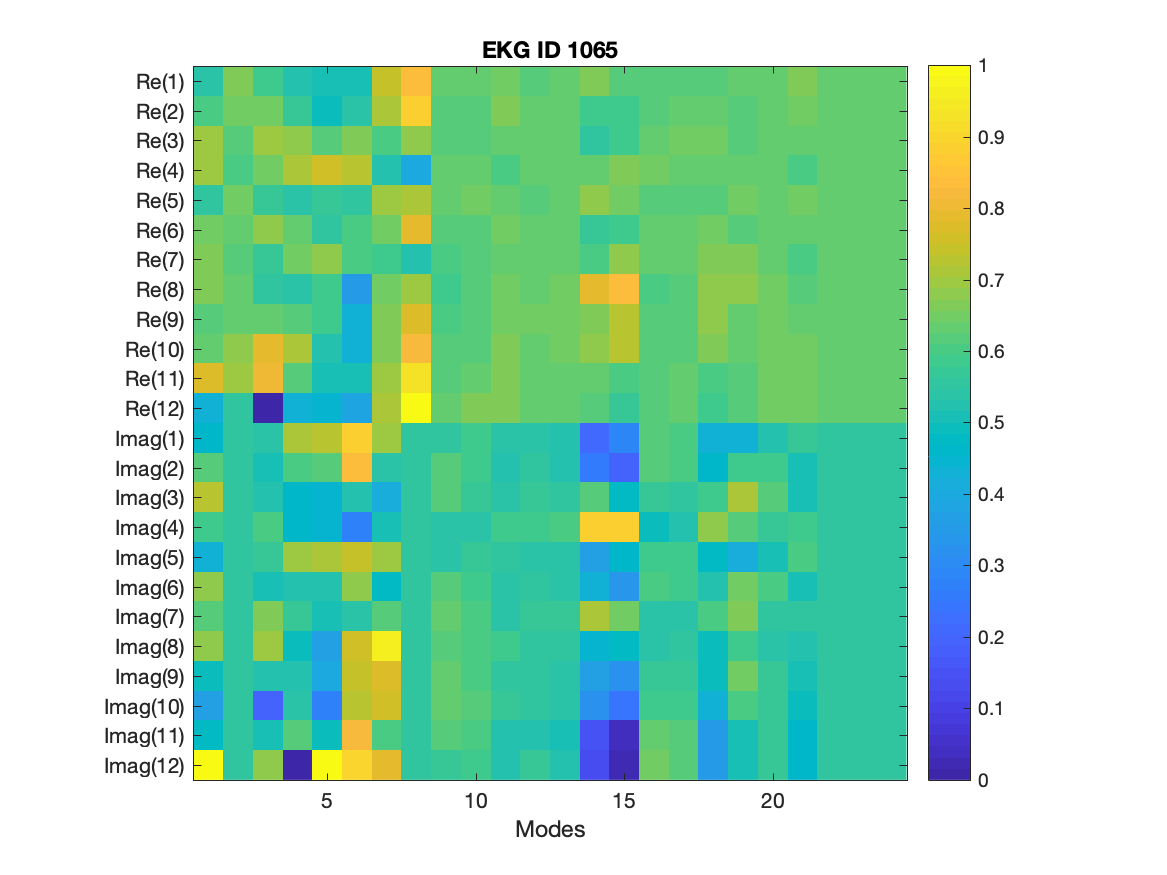 EKG ID 1065
Re(1)
Re(2)
Re(3)
Re(4)
Re(5)
Re(6)
Re(7)
Re(8)
Re(9)
Re(10)
Re(11)
Re(12)
Imag(1)
Imag(2)
Imag(3)
Imag(4)
Imag(5)
Imag(6)
Imag(7)
Imag(8)
Imag(9)
Imag(10)
Imag(11)
Imag(12)
5 10 15 20
Modes
1
0.9
0.8
0.7
0.6
0.5
0.4
0.3
0.2
0.1
0